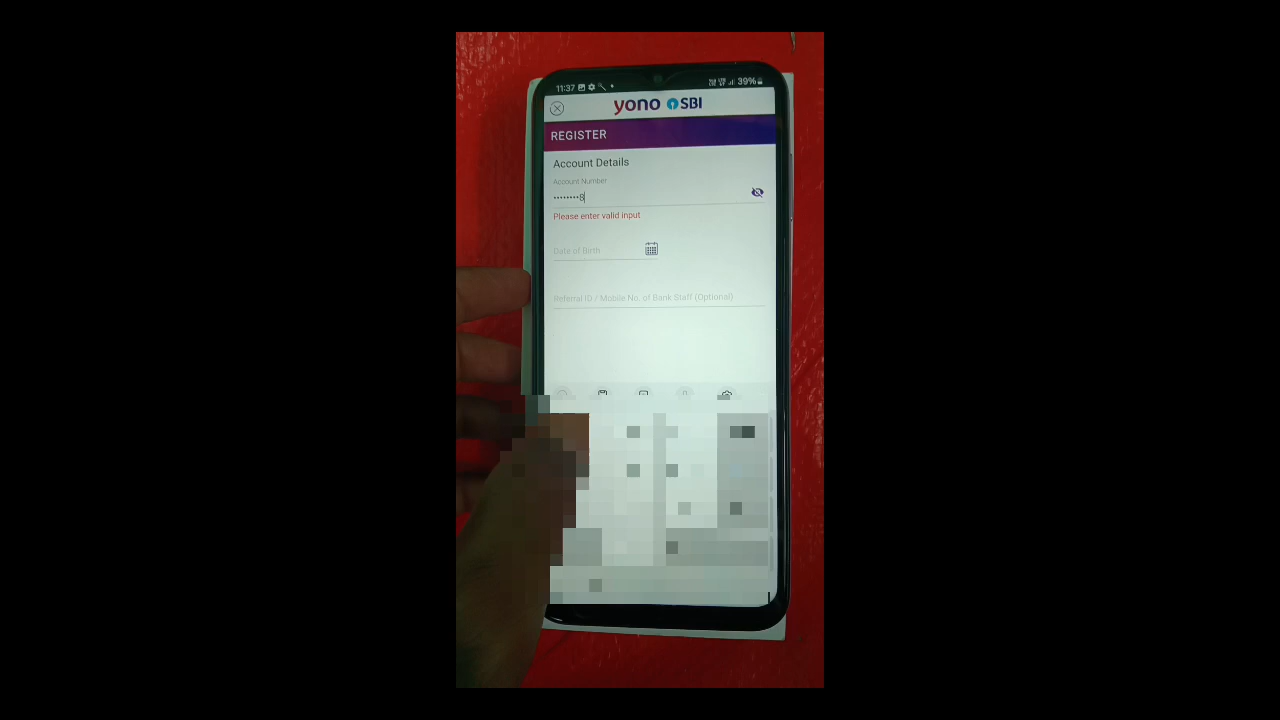 11:37 39%
yono SBI
REGISTER
Account Details
Account Number
••••••••8
Please enter valid input
Date of Birth
Referral ID / Mobile No. of Bank Staff (Optional)